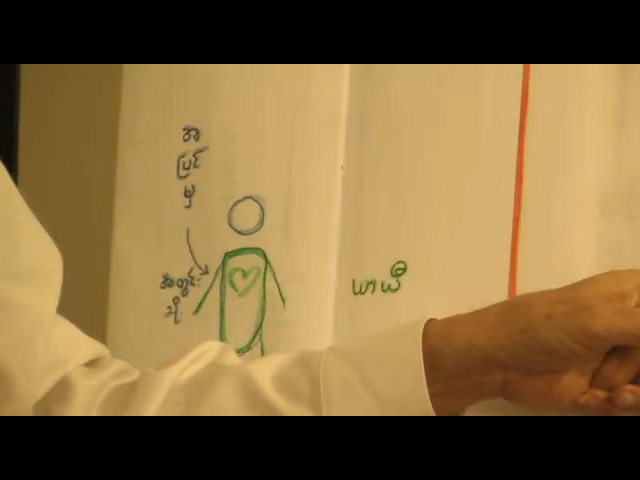 အ
ပြင်
မှ
အတွင်း
သို့
ယာယီ